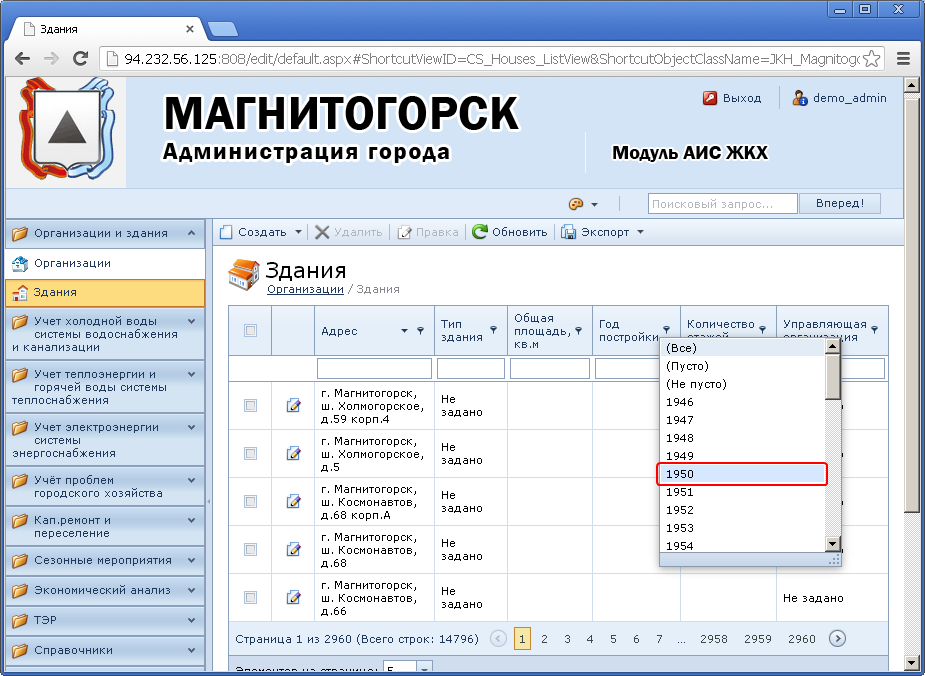 Здания
94.232.56.125:808/edit/default.aspx#ShortcutViewID=CS_Houses_ListView&ShortcutObjectClassName=JKH_Magnitogo
МАГНИТОГОРСК
Администрация города
Модуль АИС ЖКХ
Выход
demo_admin
Поисковый запрос...
Вперед!
Организации и здания
Организации
Здания
Учет холодной воды
системы водоснабжения
и канализации
Учет теплоэнергии и
горячей воды системы
теплоснабжения
Учет электроэнергии
системы
энергоснабжения
Учёт проблем
городского хозяйства
Кап.ремонт и
переселение
Сезонные мероприятия
Экономический анализ
ТЭР
Справочники
Создать
Удалить
Правка
Обновить
Экспорт
Здания
Организации / Здания
Адрес
Тип
здания
Общая
площадь,
кв.м
Год
постройки
Количество
этажей
Управляющая
организация
г. Магнитогорск,
ш. Холмогорское,
д.59 корп.4
Не
задано
г. Магнитогорск,
ш. Холмогорское,
д.5
Не
задано
г. Магнитогорск,
ш. Космонавтов,
д.68 корп.А
Не
задано
г. Магнитогорск,
ш. Космонавтов,
д.68
Не
задано
г. Магнитогорск,
ш. Космонавтов,
д.66
Не
задано
Не задано
(Все)
(Пусто)
(Не пусто)
1946
1947
1948
1949
1950
1951
1952
1953
1954
Страница 1 из 2960 (Всего строк: 14796) 1 2 3 4 5 6 7 ... 2958 2959 2960
Элементов на странице: 5